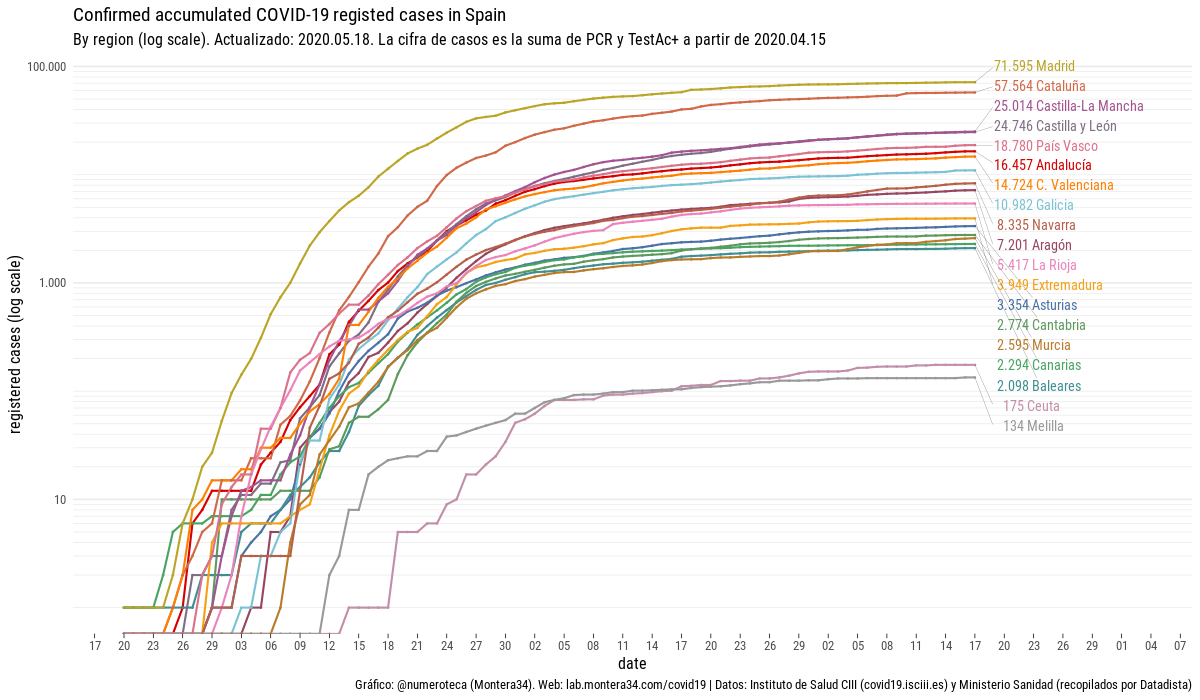 Confirmed accumulated COVID-19 registed cases in Spain
By region (log scale). Actualizado: 2020.05.18. La cifra de casos es la suma de PCR y TestAc+ a partir de 2020.04.15
registered cases (log scale)
100.000
1.000
10
71.595 Madrid
57.564 Cataluña
25.014 Castilla-La Mancha
24.746 Castilla y León
18.780 País Vasco
16.457 Andalucía
14.724 C. Valenciana
10.982 Galicia
8.335 Navarra
7.201 Aragón
5.417 La Rioja
3.949 Extremadura
3.354 Asturias
2.774 Cantabria
2.595 Murcia
2.294 Canarias
2.098 Baleares
175 Ceuta
134 Melilla
17 20 23 26 29 03 06 09 12 15 18 21 24 27 30 02 05 08 11 14 17 20 23 26 29 02 05 08 11 14 17 20 23 26 29 01 04 07
date
Gráfico: @numeroteca (Montera34). Web: lab.montera34.com/covid19 | Datos: Instituto de Salud CIII (covid19.isciii.es) y Ministerio Sanidad (recopilados por Datadista)